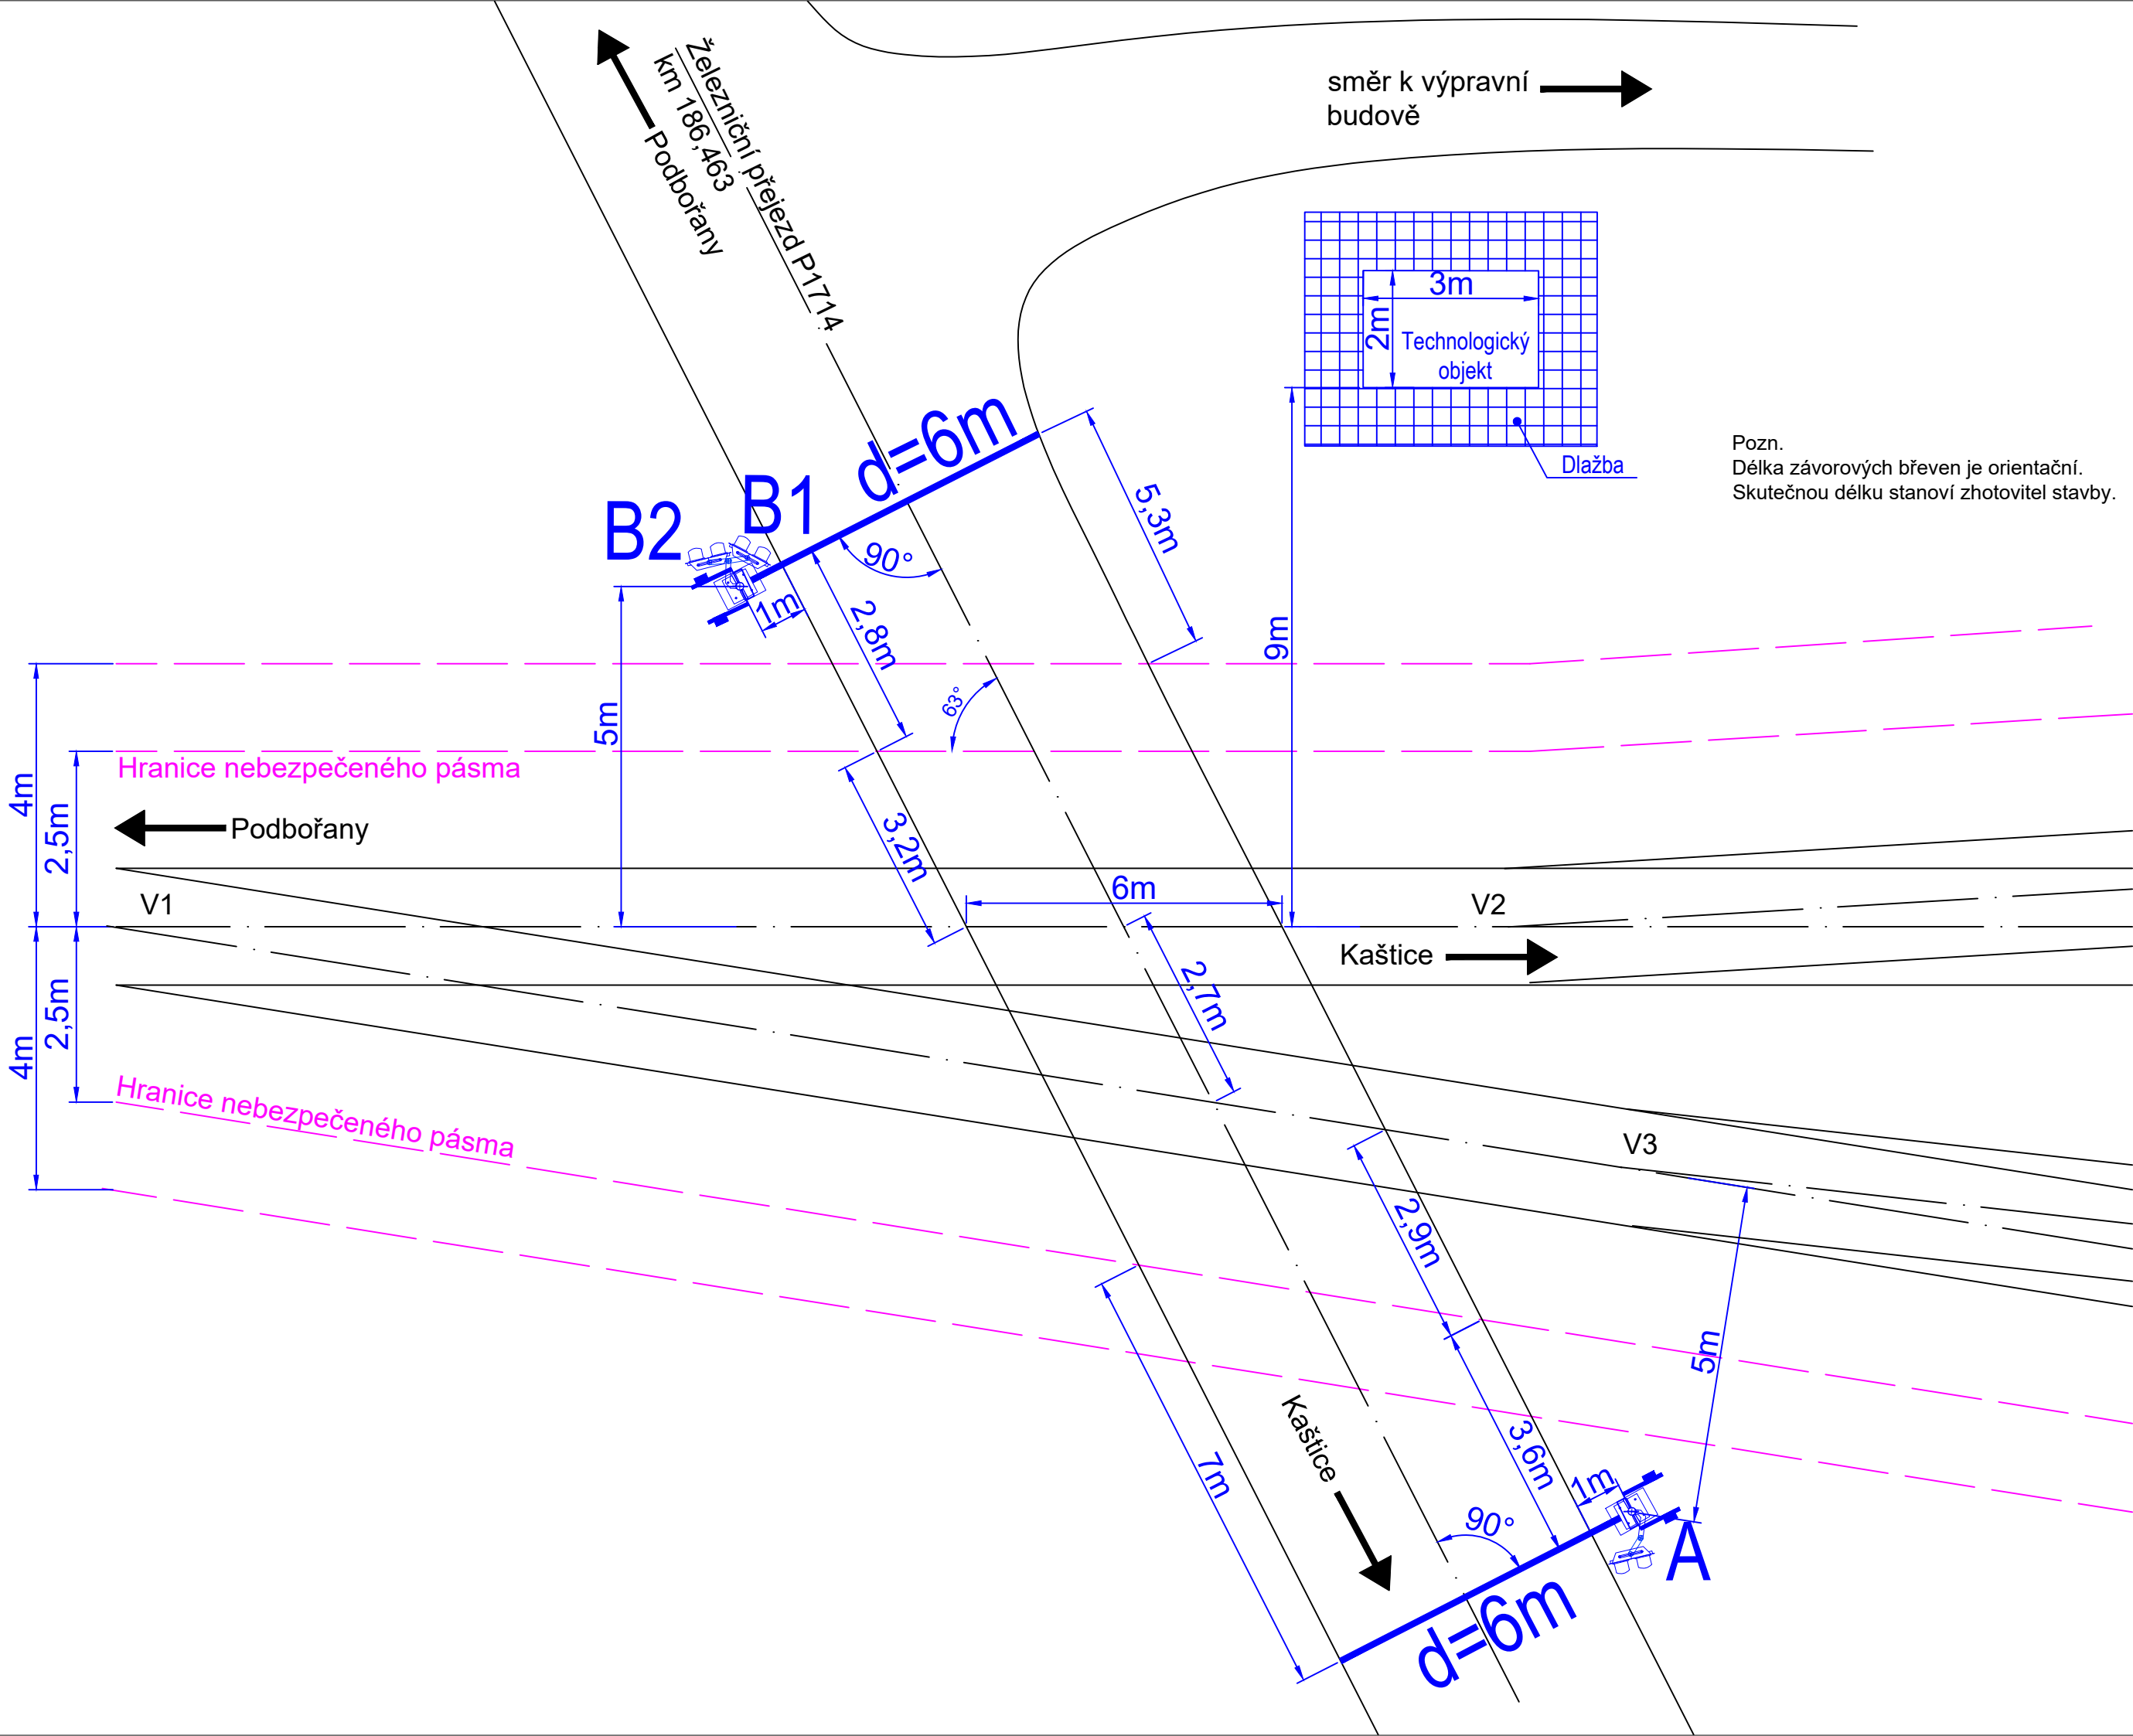 Železniční přejezd P1714
km 186,463
Podbořany
směr k výpravní
budově
3m
2m
Technologický
objekt
Dlažba
Pozn.
Délka závorových břeven je orientační.
Skutečnou délku stanoví zhotovitel stavby.
d=6m
B1
B2
90°
1m
5,3m
2,8m
63°
9m
5m
4m
2,5m
Hranice nebezpečeného pásma
Podbořany
3,2m
6m
V1
V2
Kaštice
2,7m
2,5m
4m
Hranice nebezpečeného pásma
V3
2,9m
5m
Kaštice
7m
3,6m
1m
90°
A
d=6m